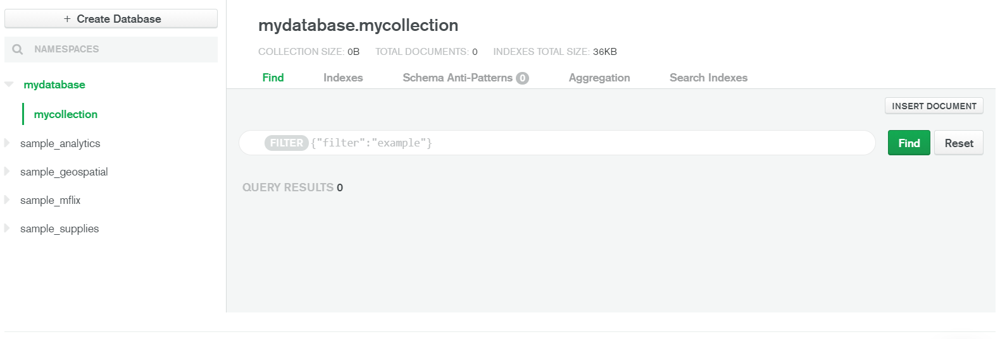 + Create Database
NAMESPACES
mydatabase
mycollection
sample_analytics
sample_geospatial
sample_mflix
sample_supplies
mydatabase.mycollection
COLLECTION SIZE: 0B TOTAL DOCUMENTS: 0 INDEXES TOTAL SIZE: 36KB
Find Indexes Schema Anti-Patterns 0 Aggregation Search Indexes
INSERT DOCUMENT
FILTER {"filter":"example"} Find Reset
QUERY RESULTS 0